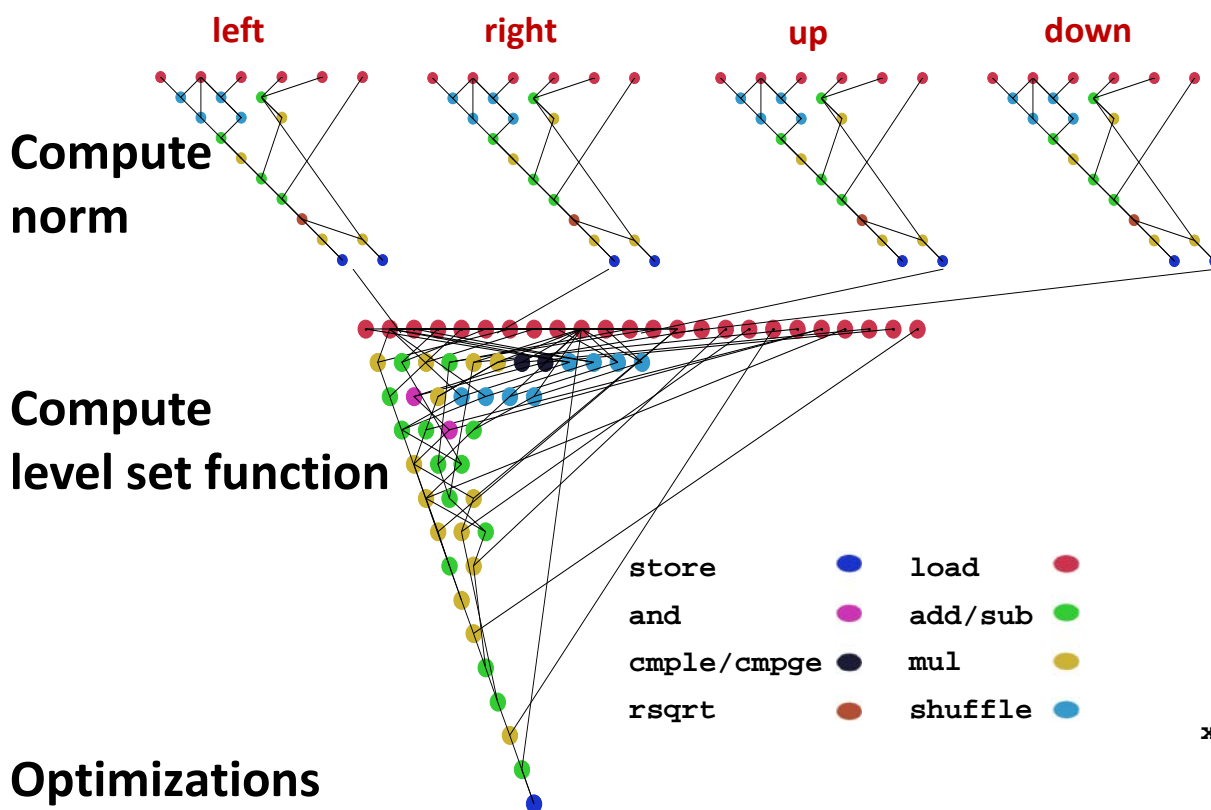 left right up down
Compute
norm
Compute
level set function
store load
and add/sub
cmple/cmpge mul
rsqrt shuffle
Optimizations